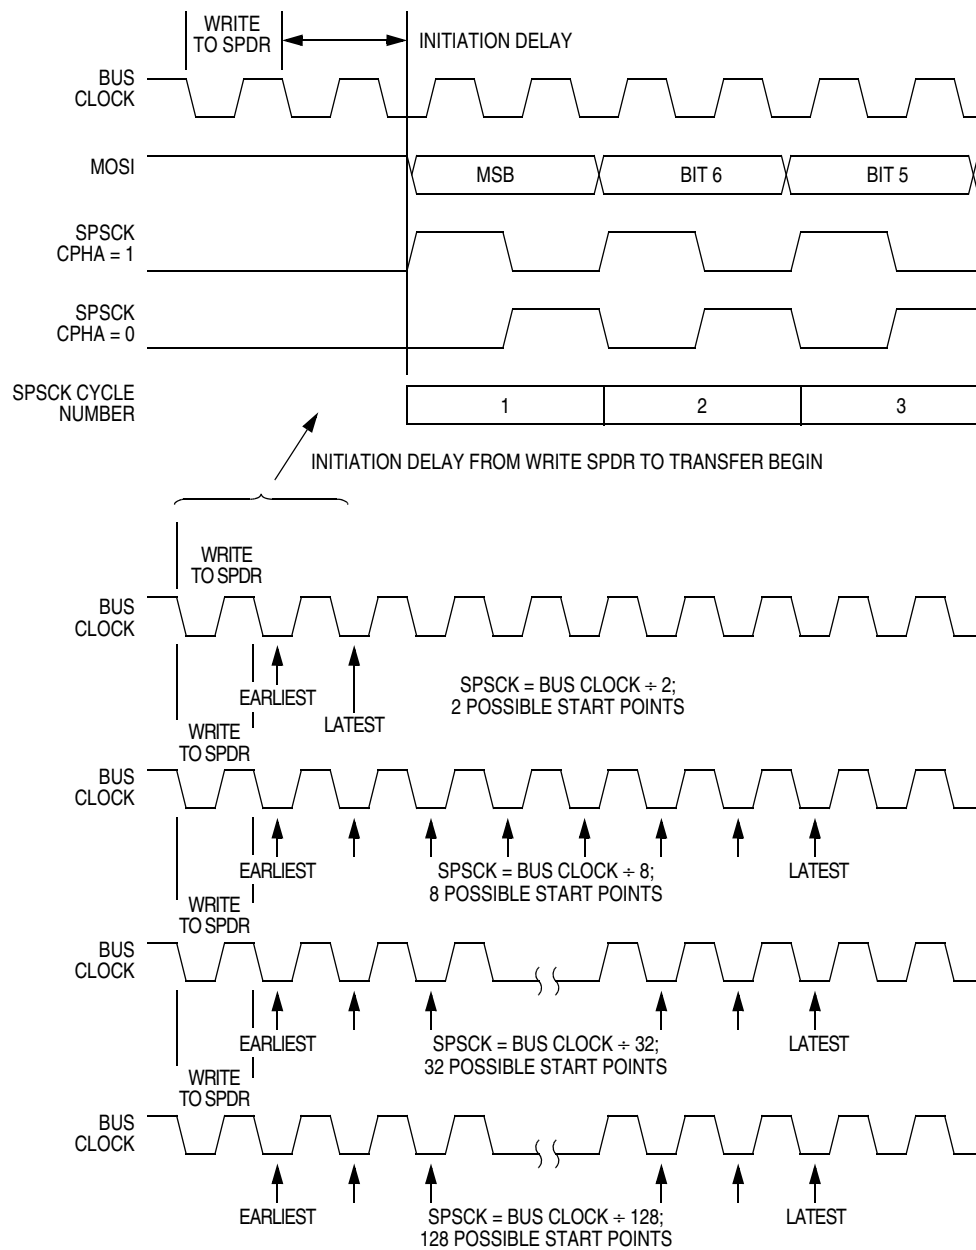 WRITE
TO SPDR
INITIATION DELAY
BUS
CLOCK
MOSI
MSB
BIT 6
BIT 5
SPSCK
CPHA = 1
SPSCK
CPHA = 0
SPSCK CYCLE
NUMBER
1
2
3
INITIATION DELAY FROM WRITE SPDR TO TRANSFER BEGIN
WRITE
TO SPDR
BUS
CLOCK
EARLIEST
LATEST
SPSCK = BUS CLOCK ÷ 2;
2 POSSIBLE START POINTS
WRITE
TO SPDR
BUS
CLOCK
EARLIEST
SPSCK = BUS CLOCK ÷ 8;
8 POSSIBLE START POINTS
LATEST
WRITE
TO SPDR
BUS
CLOCK
EARLIEST
SPSCK = BUS CLOCK ÷ 32;
32 POSSIBLE START POINTS
LATEST
WRITE
TO SPDR
BUS
CLOCK
EARLIEST
SPSCK = BUS CLOCK ÷ 128;
128 POSSIBLE START POINTS
LATEST